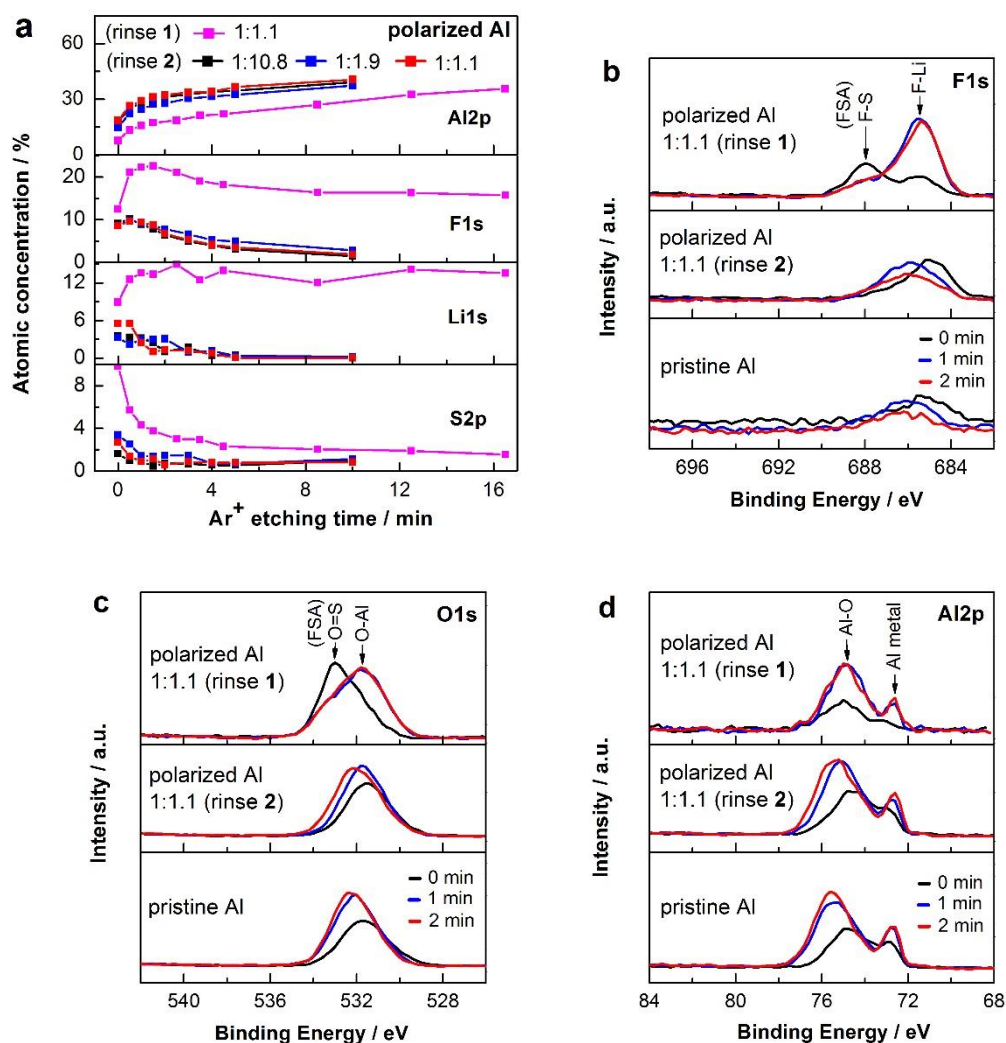 a
(rinse 1) 1:1.1 polarized Al
(rinse 2) 1:10.8 1:1.9 1:1.1
60
30
0
Al2p
20
10
0
F1s
12
6
0
Li1s
8
4
0
S2p
Atomic concentration / %
0 4 8 12 16
Ar+ etching time / min
b
F1s
(FSA)
F-S
F-Li
polarized Al
1:1.1 (rinse 1)
polarized Al
1:1.1 (rinse 2)
pristine Al
0 min
1 min
2 min
Intensity / a.u.
696 692 688 684
Binding Energy / eV
c
O1s
(FSA)
O=S
O-Al
polarized Al
1:1.1 (rinse 1)
polarized Al
1:1.1 (rinse 2)
pristine Al
0 min
1 min
2 min
Intensity / a.u.
540 536 532 528
Binding Energy / eV
d
Al2p
Al-O
Al metal
polarized Al
1:1.1 (rinse 1)
polarized Al
1:1.1 (rinse 2)
pristine Al
0 min
1 min
2 min
Intensity / a.u.
84 80 76 72 68
Binding Energy / eV